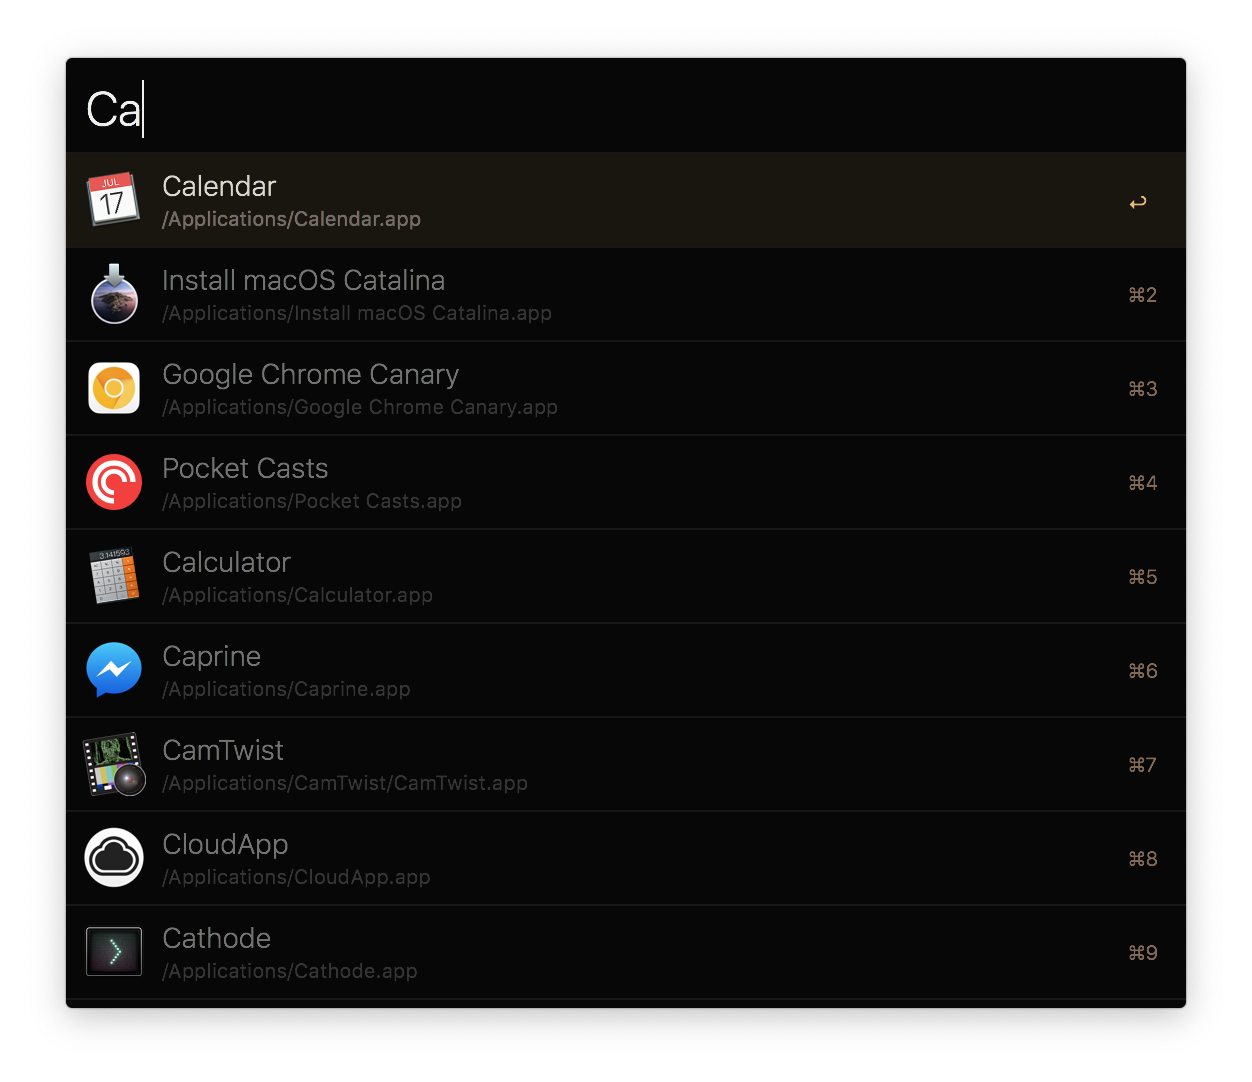 Ca
JUL
17
Calendar
/Applications/Calendar.app
↩
Install macOS Catalina
/Applications/Install macOS Catalina.app
⌘2
Google Chrome Canary
/Applications/Google Chrome Canary.app
⌘3
Pocket Casts
/Applications/Pocket Casts.app
⌘4
3.141593
Calculator
/Applications/Calculator.app
⌘5
Caprine
/Applications/Caprine.app
⌘6
CamTwist
/Applications/CamTwist/CamTwist.app
⌘7
CloudApp
/Applications/CloudApp.app
⌘8
Cathode
/Applications/Cathode.app
⌘9